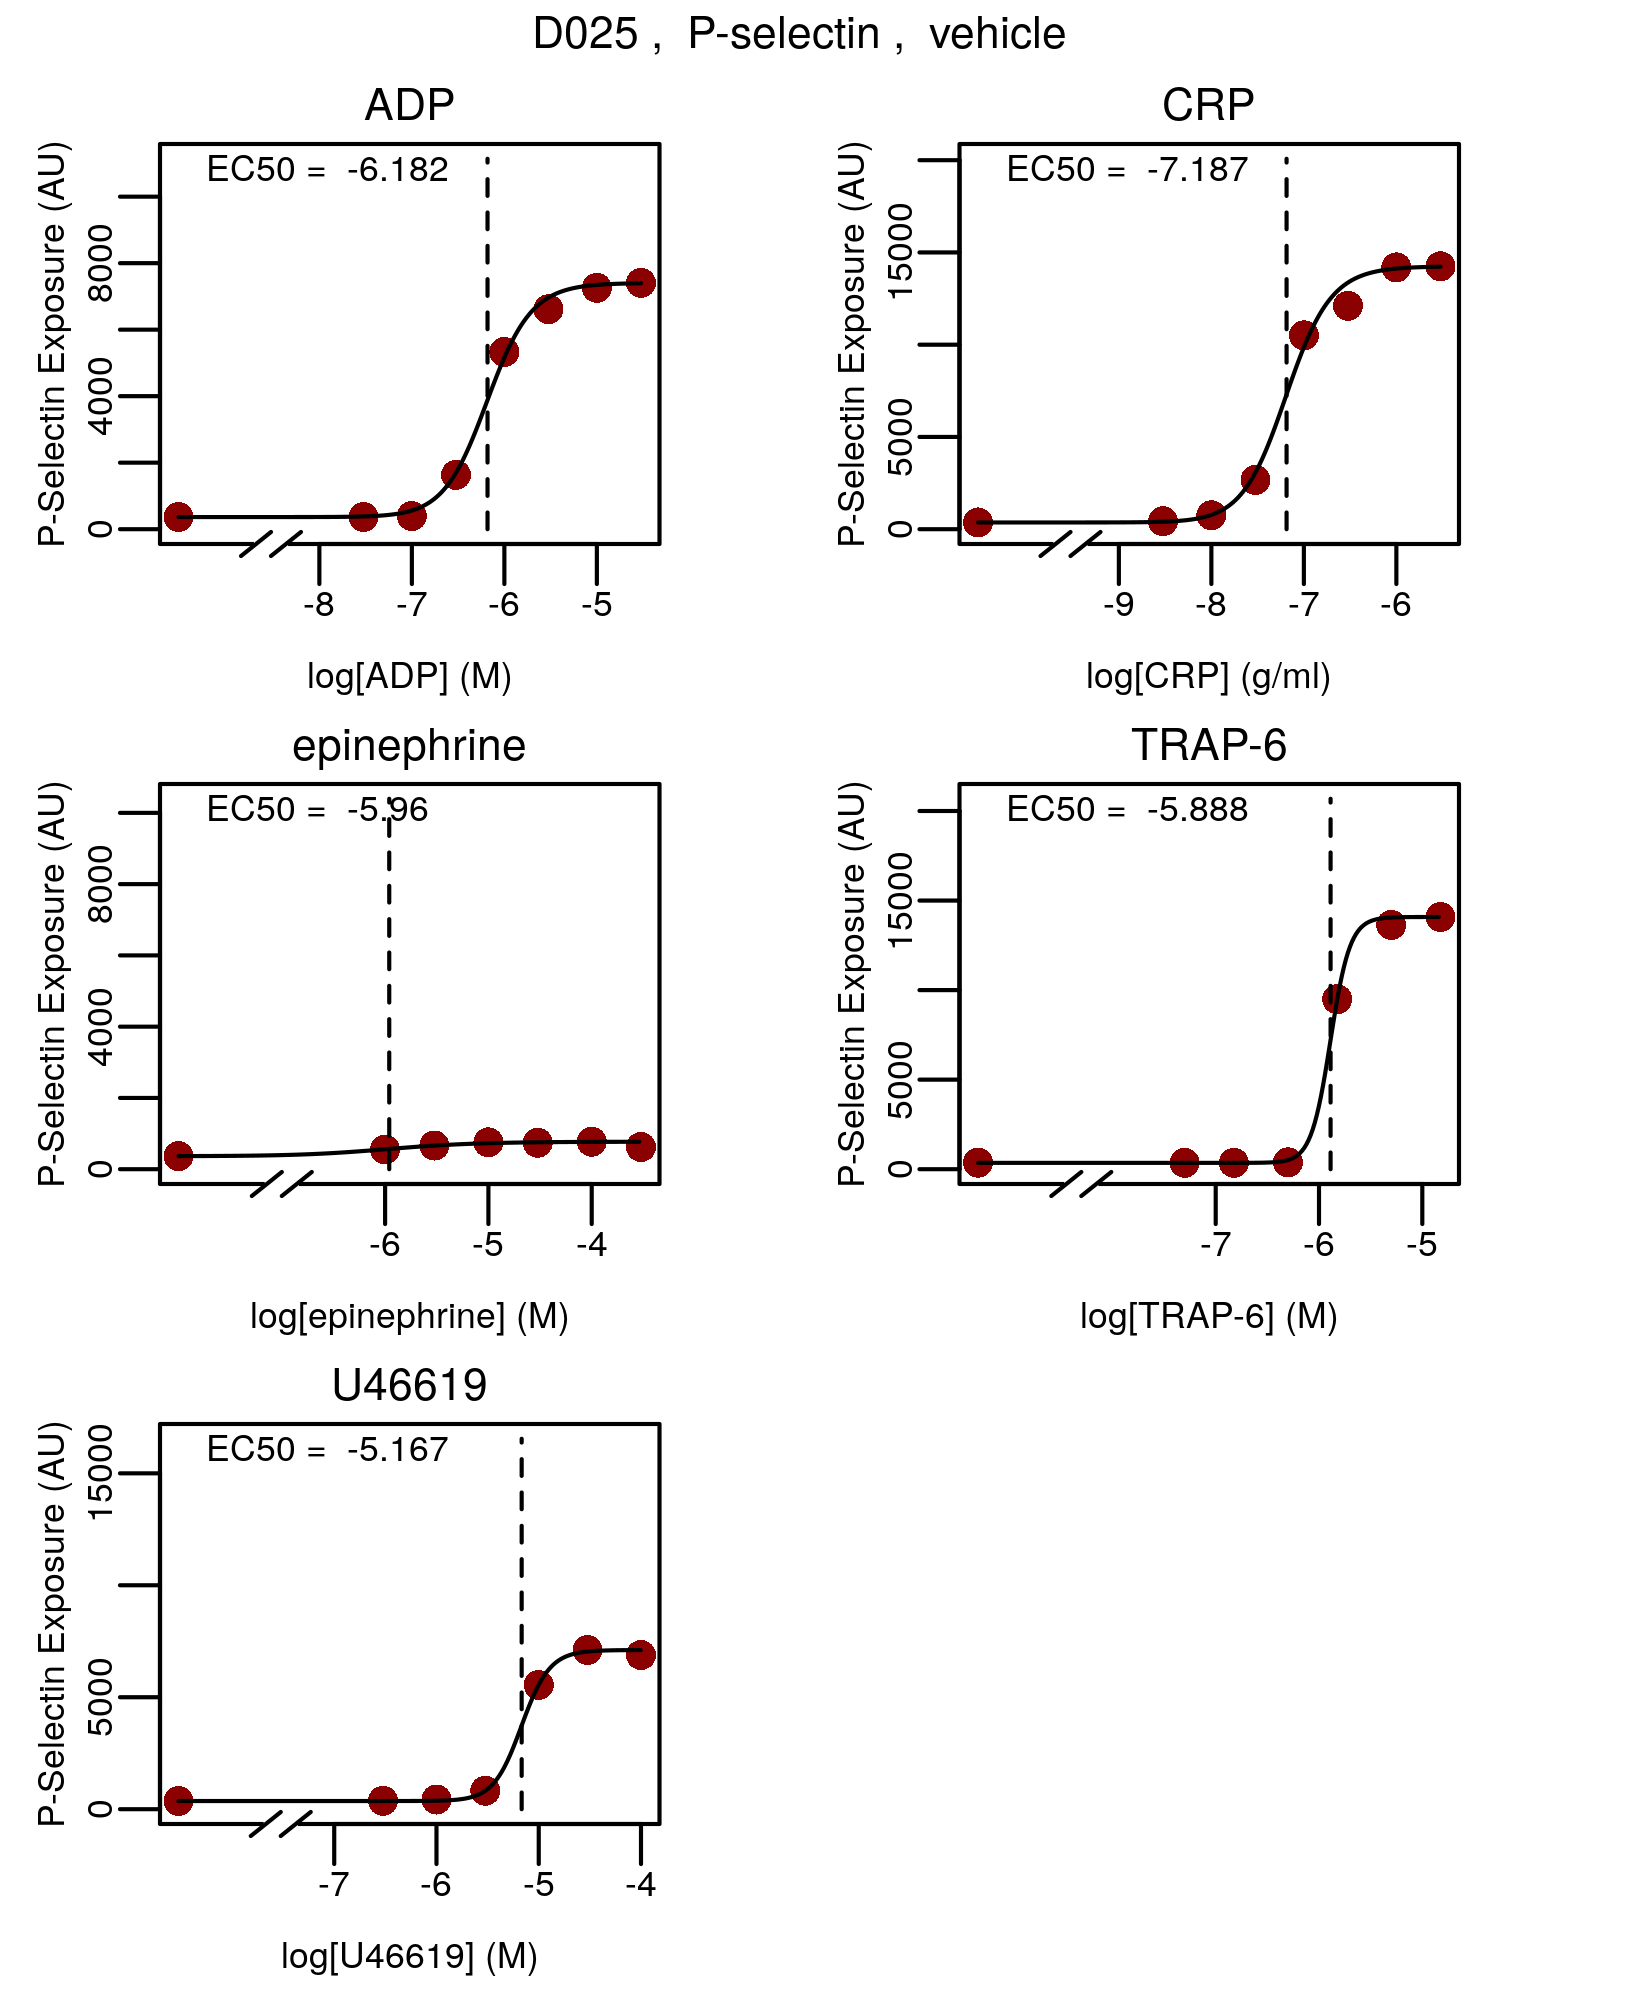 D025 , P-selectin , vehicle
ADP
P-Selectin Exposure (AU)
EC50 = -6.182
8000
4000
0
-8 -7 -6 -5
log[ADP] (M)
CRP
P-Selectin Exposure (AU)
EC50 = -7.187
15000
5000
0
-9 -8 -7 -6
log[CRP] (g/ml)
epinephrine
P-Selectin Exposure (AU)
EC50 = -5.96
8000
4000
0
-6 -5 -4
log[epinephrine] (M)
TRAP-6
P-Selectin Exposure (AU)
EC50 = -5.888
15000
5000
0
-7 -6 -5
log[TRAP-6] (M)
U46619
P-Selectin Exposure (AU)
EC50 = -5.167
15000
5000
0
-7 -6 -5 -4
log[U46619] (M)